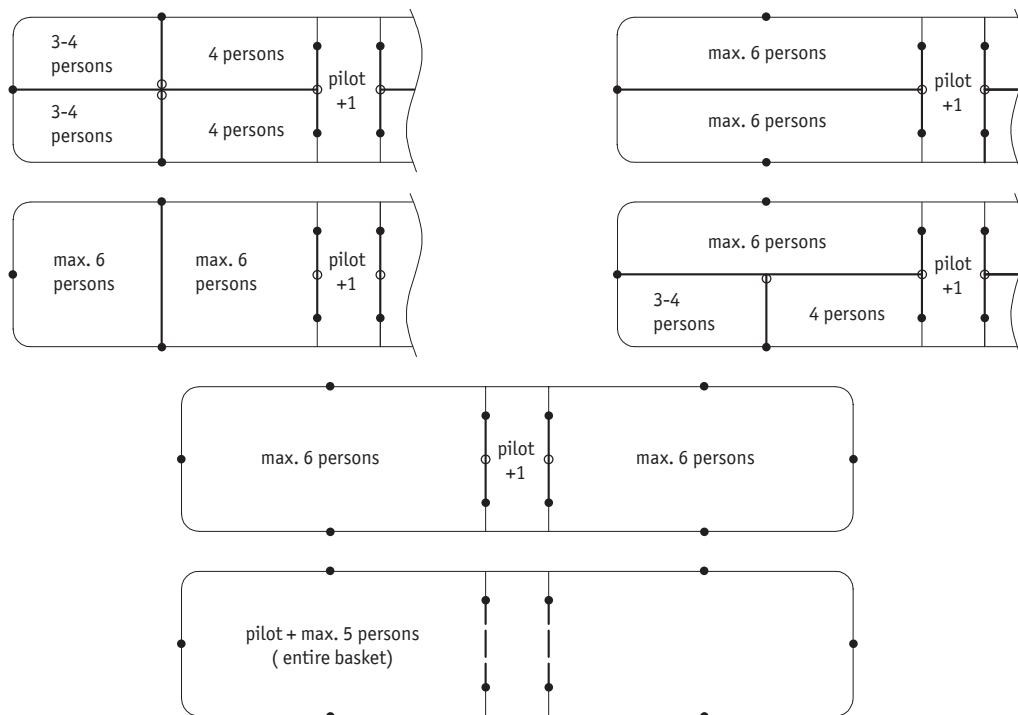 3-4
persons
4 persons
pilot
+1
3-4
persons
4 persons
max. 6 persons
pilot
+1
max. 6 persons
max. 6
persons
max. 6
persons
pilot
+1
max. 6 persons
pilot
+1
3-4
persons
4 persons
max. 6 persons
pilot
+1
max. 6 persons
pilot + max. 5 persons
( entire basket)